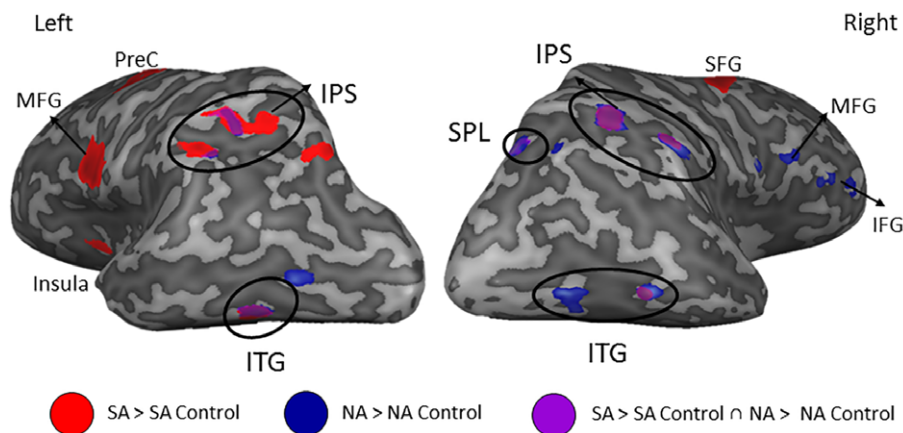 Left
Right
PreC
IPS
IPS
SFG
MFG
MFG
SPL
IFG
Insula
ITG
ITG
SA > SA Control
NA > NA Control
SA > SA Control ∩ NA > NA Control